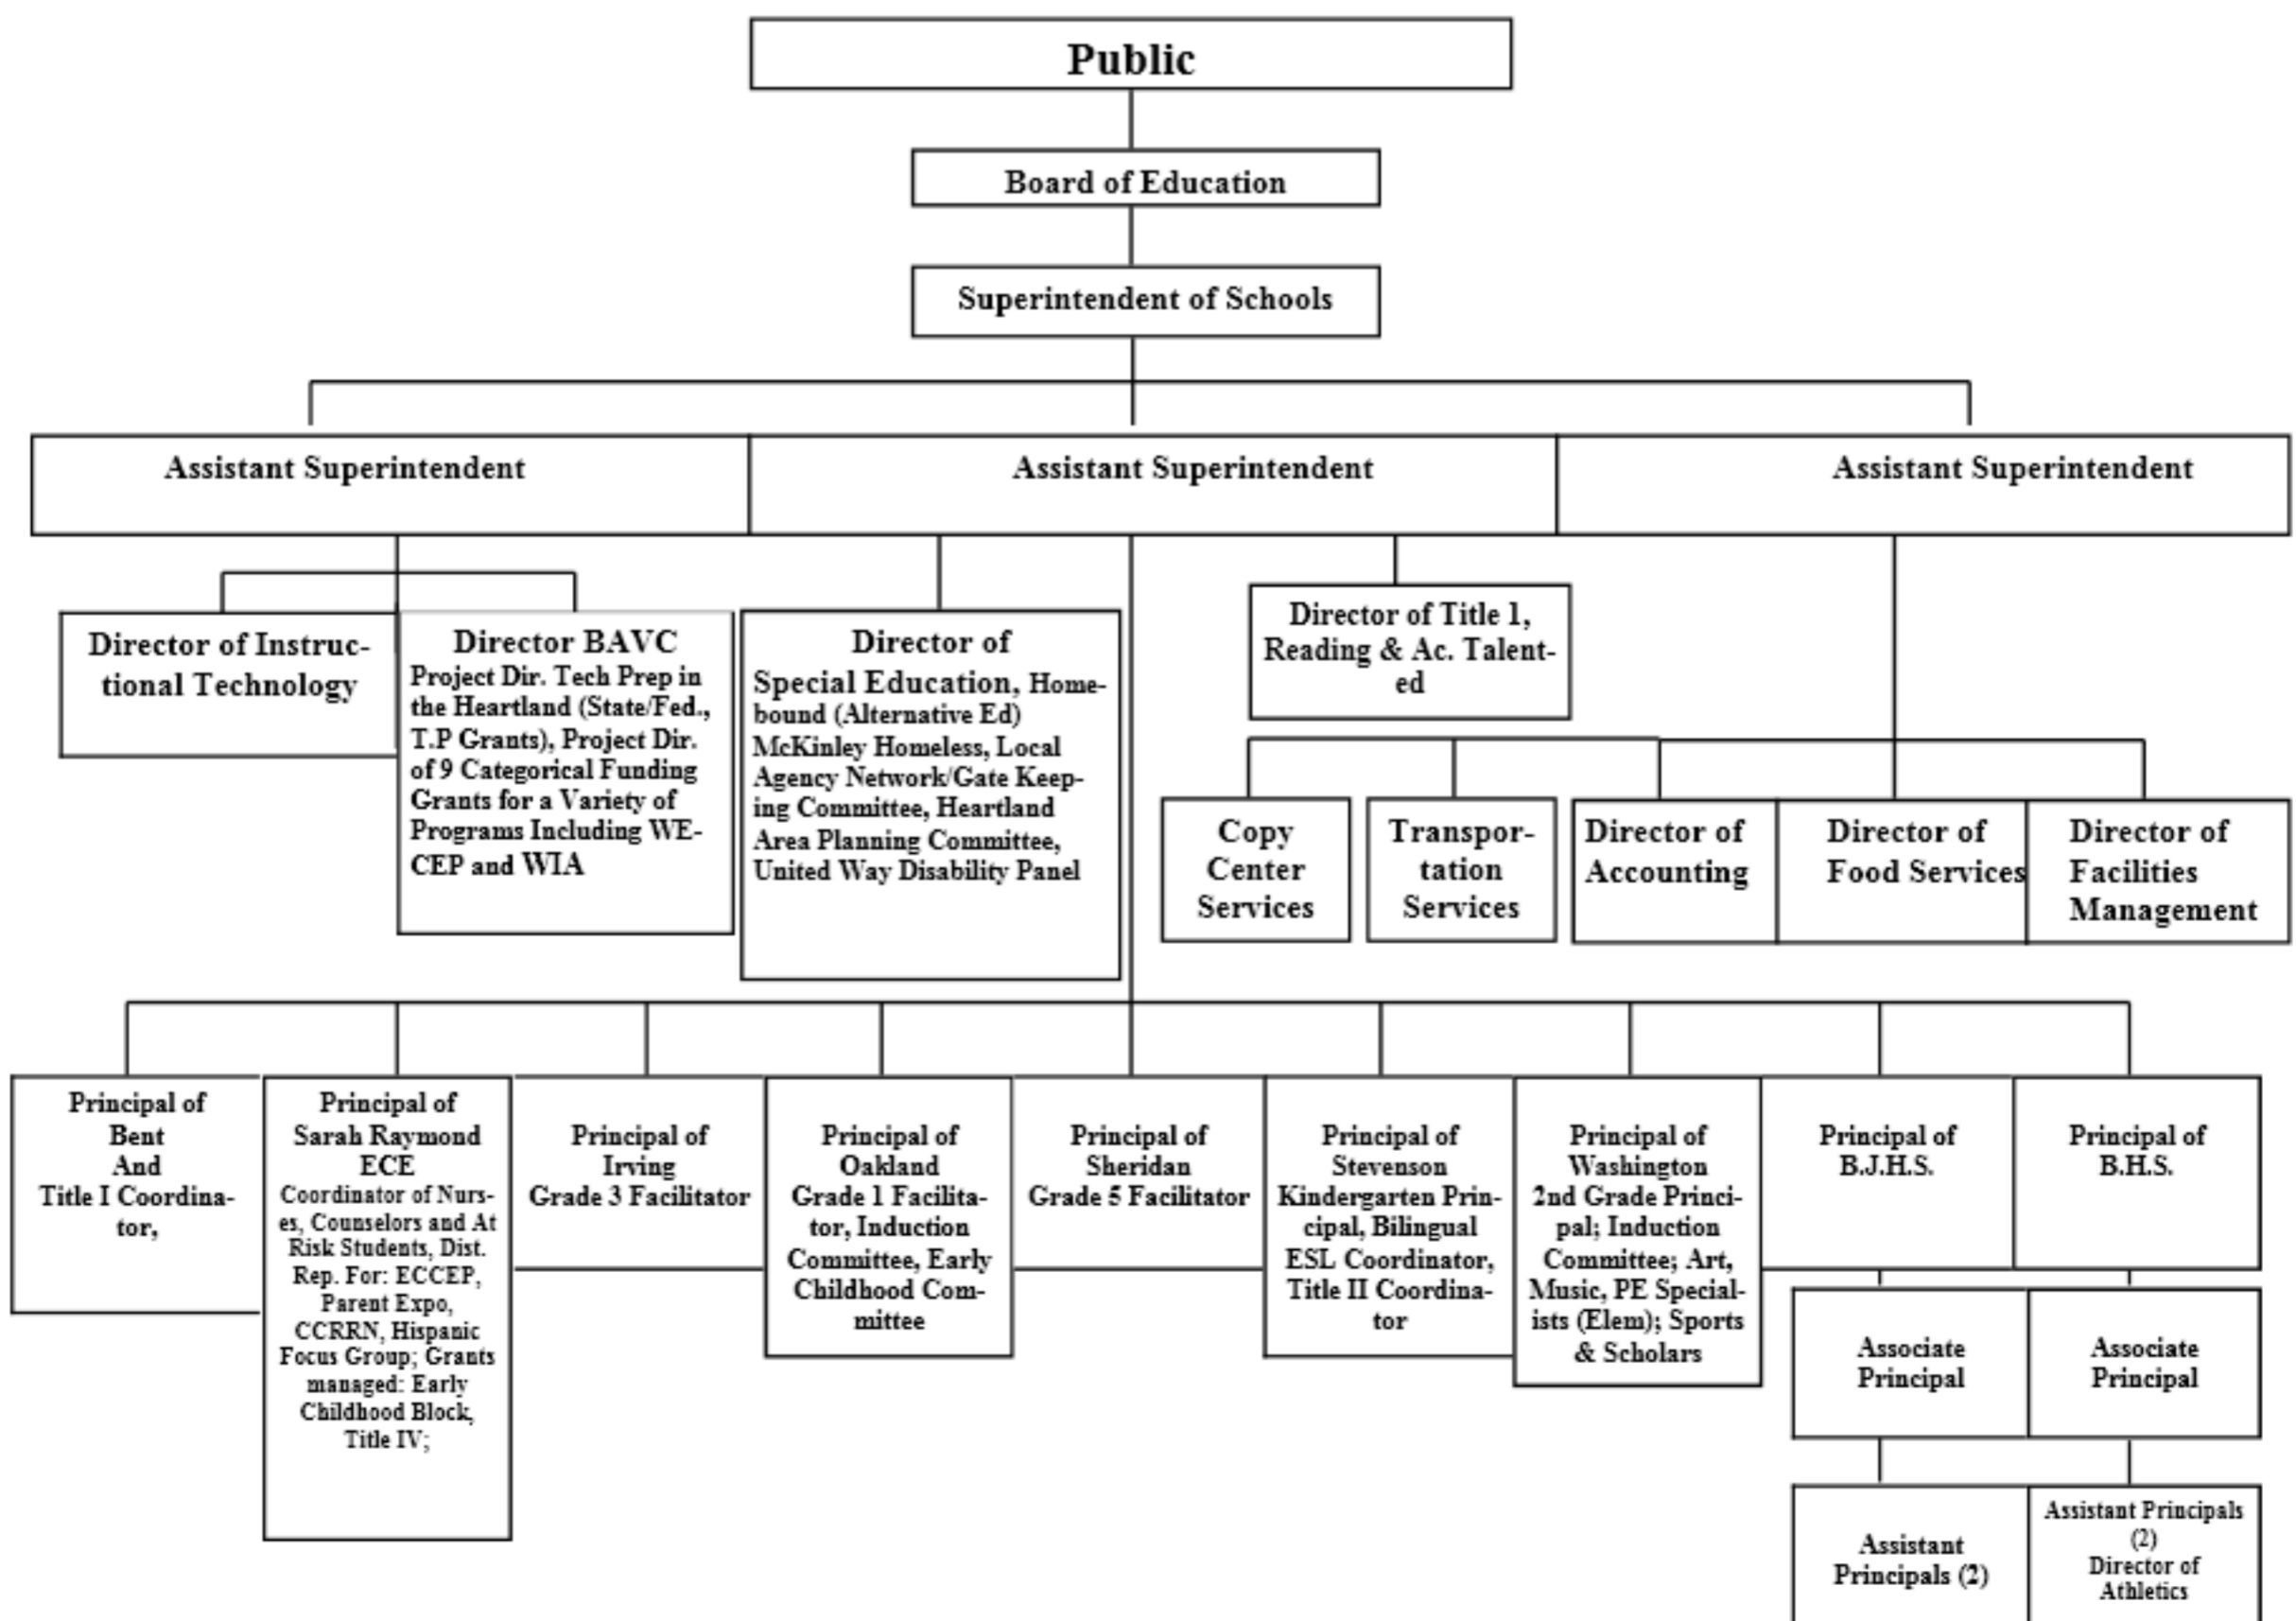 Public
Board of Education
Superintendent of Schools
Assistant Superintendent
Assistant Superintendent
Assistant Superintendent
Director of Instruc-
tional Technology
Director BAVC
Project Dir. Tech Prep in
the Heartland (State/Fed.,
T.P Grants), Project Dir.
of 9 Categorical Funding
Grants for a Variety of
Programs Including WE-
CEP and WIA
Director of
Special Education, Home-
bound (Alternative Ed)
McKinley Homeless, Local
Agency Network/Gate Keep-
ing Committee, Heartland
Area Planning Committee,
United Way Disability Panel
Director of Title 1,
Reading & Ac. Talent-
ed
Copy
Center
Services
Transpor-
tation
Services
Director of
Accounting
Director of
Food Services
Director of
Facilities
Management
Principal of
Bent
And
Title I Coordina-
tor,
Principal of
Sarah Raymond
ECE
Coordinator of Nurs-
es, Counselors and At
Risk Students, Dist.
Rep. For: ECCEP,
Parent Expo,
CCRRN, Hispanic
Focus Group; Grants
managed: Early
Childhood Block,
Title IV;
Principal of
Irving
Grade 3 Facilitator
Principal of
Oakland
Grade 1 Facilita-
tor, Induction
Committee, Early
Childhood Com-
mittee
Principal of
Sheridan
Grade 5 Facilitator
Principal of
Stevenson
Kindergarten Prin-
cipal, Bilingual
ESL Coordinator,
Title II Coordina-
tor
Principal of
Washington
2nd Grade Princi-
pal; Induction
Committee; Art,
Music, PE Special-
ists (Elem); Sports
& Scholars
Principal of
B.J.H.S.
Principal of
B.H.S.
Associate
Principal
Associate
Principal
Assistant
Principals (2)
Assistant Principals
(2)
Director of
Athletics